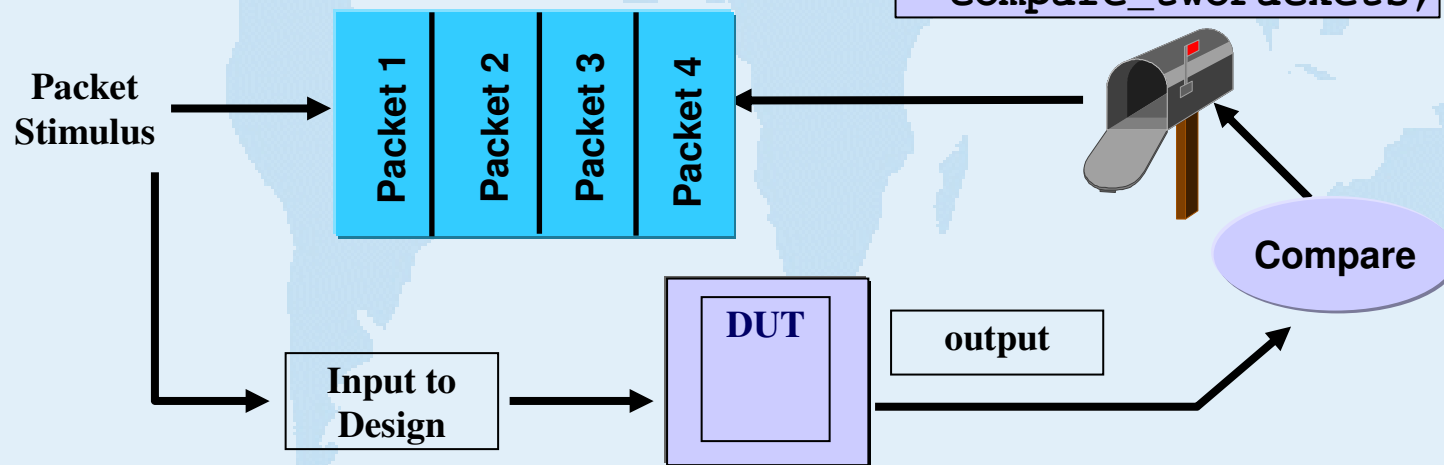 Packet
Stimulus
Packet 1
Packet 2
Packet 3
Packet 4
Compare
DUT
output
Input to
Design